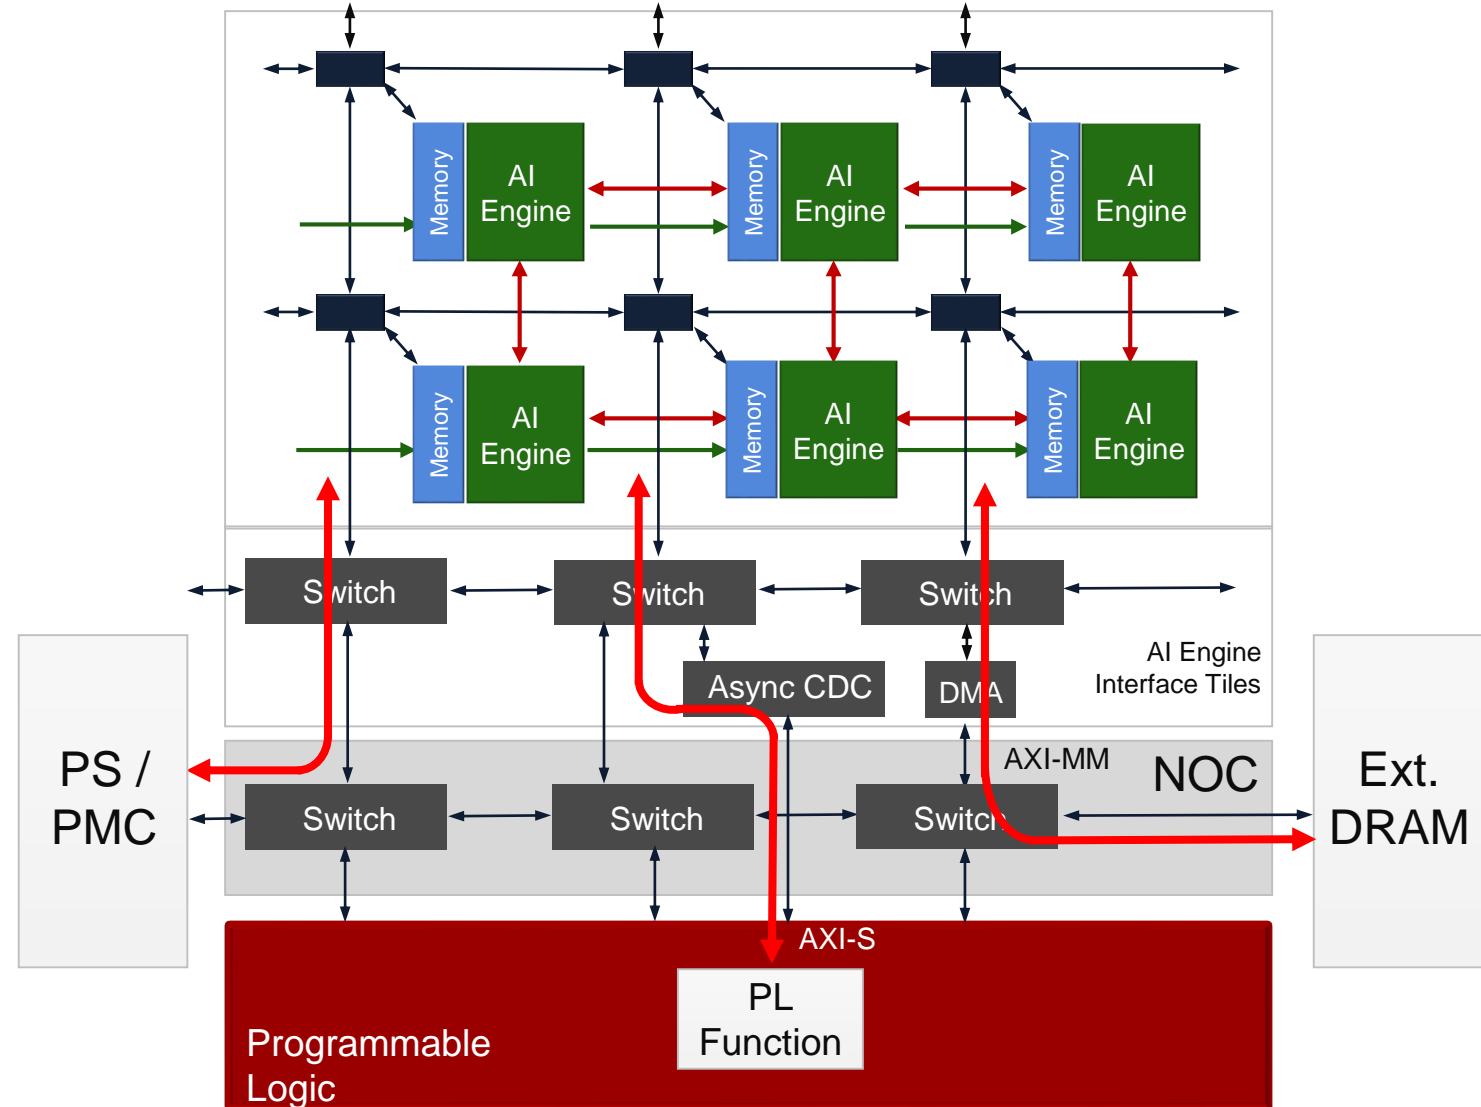 Memory
AI
Engine
Memory
AI
Engine
Memory
AI
Engine
Memory
AI
Engine
Memory
AI
Engine
Memory
AI
Engine
Switch
Switch
Switch
Async CDC
DMA
AI Engine
Interface Tiles
PS /
PMC
AXI-MM
NOC
Switch
Switch
Switch
Ext.
DRAM
AXI-S
PL
Function
Programmable
Logic